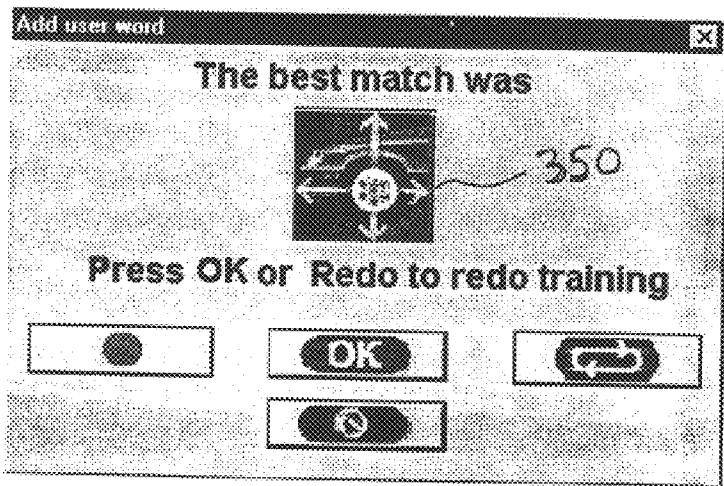 Add user word
The best match was
350
Press OK or Redo to redo training
OK